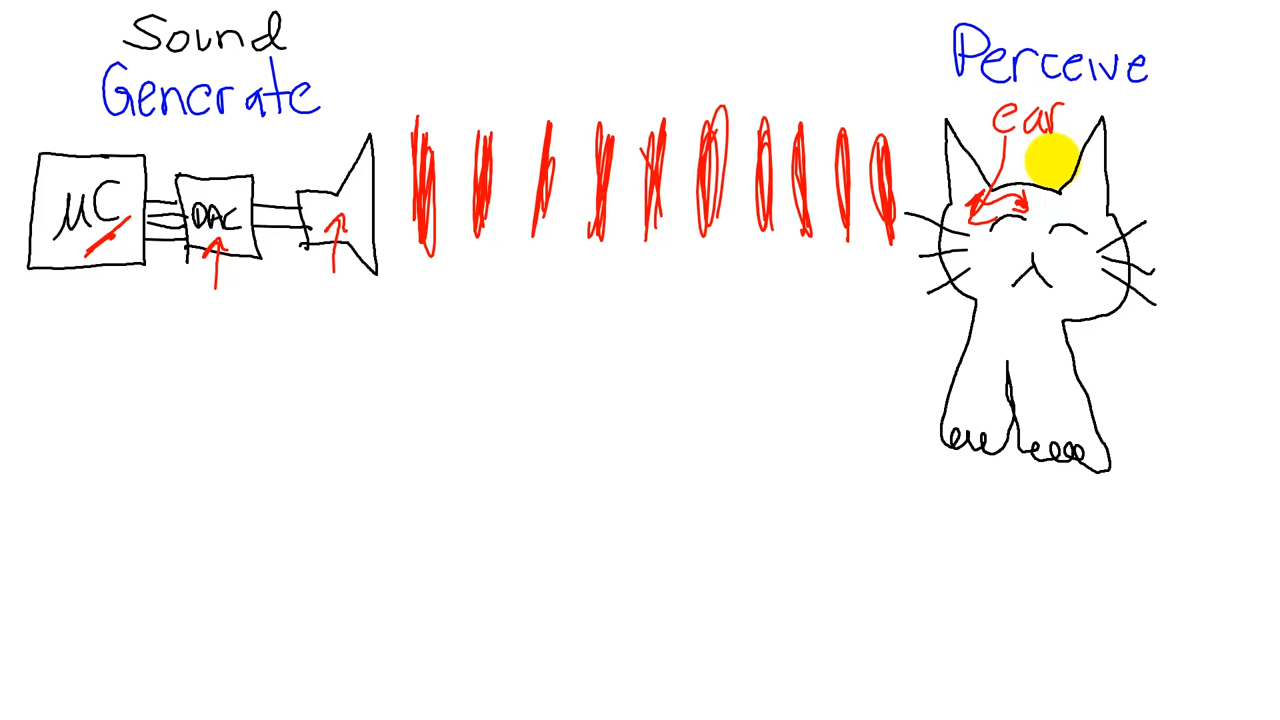 Sound
Generate
Perceive
ear
μC
DAC